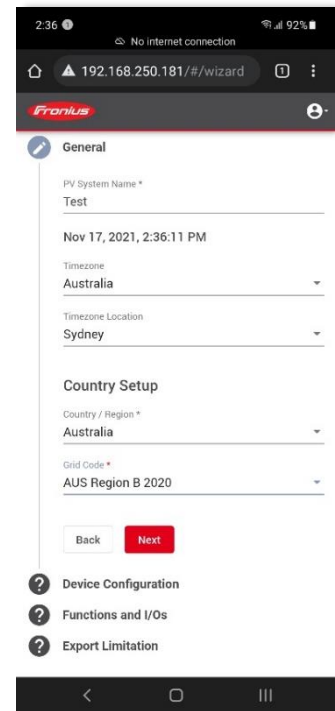 2:36 1 92%
No internet connection
192.168.250.181/#/wizard 1
Fronius
General
PV System Name *
Test
Nov 17, 2021, 2:36:11 PM
Timezone
Australia
Timezone Location
Sydney
Country Setup
Country / Region *
Australia
Grid Code *
AUS Region B 2020
Back Next
? Device Configuration
? Functions and I/Os
? Export Limitation